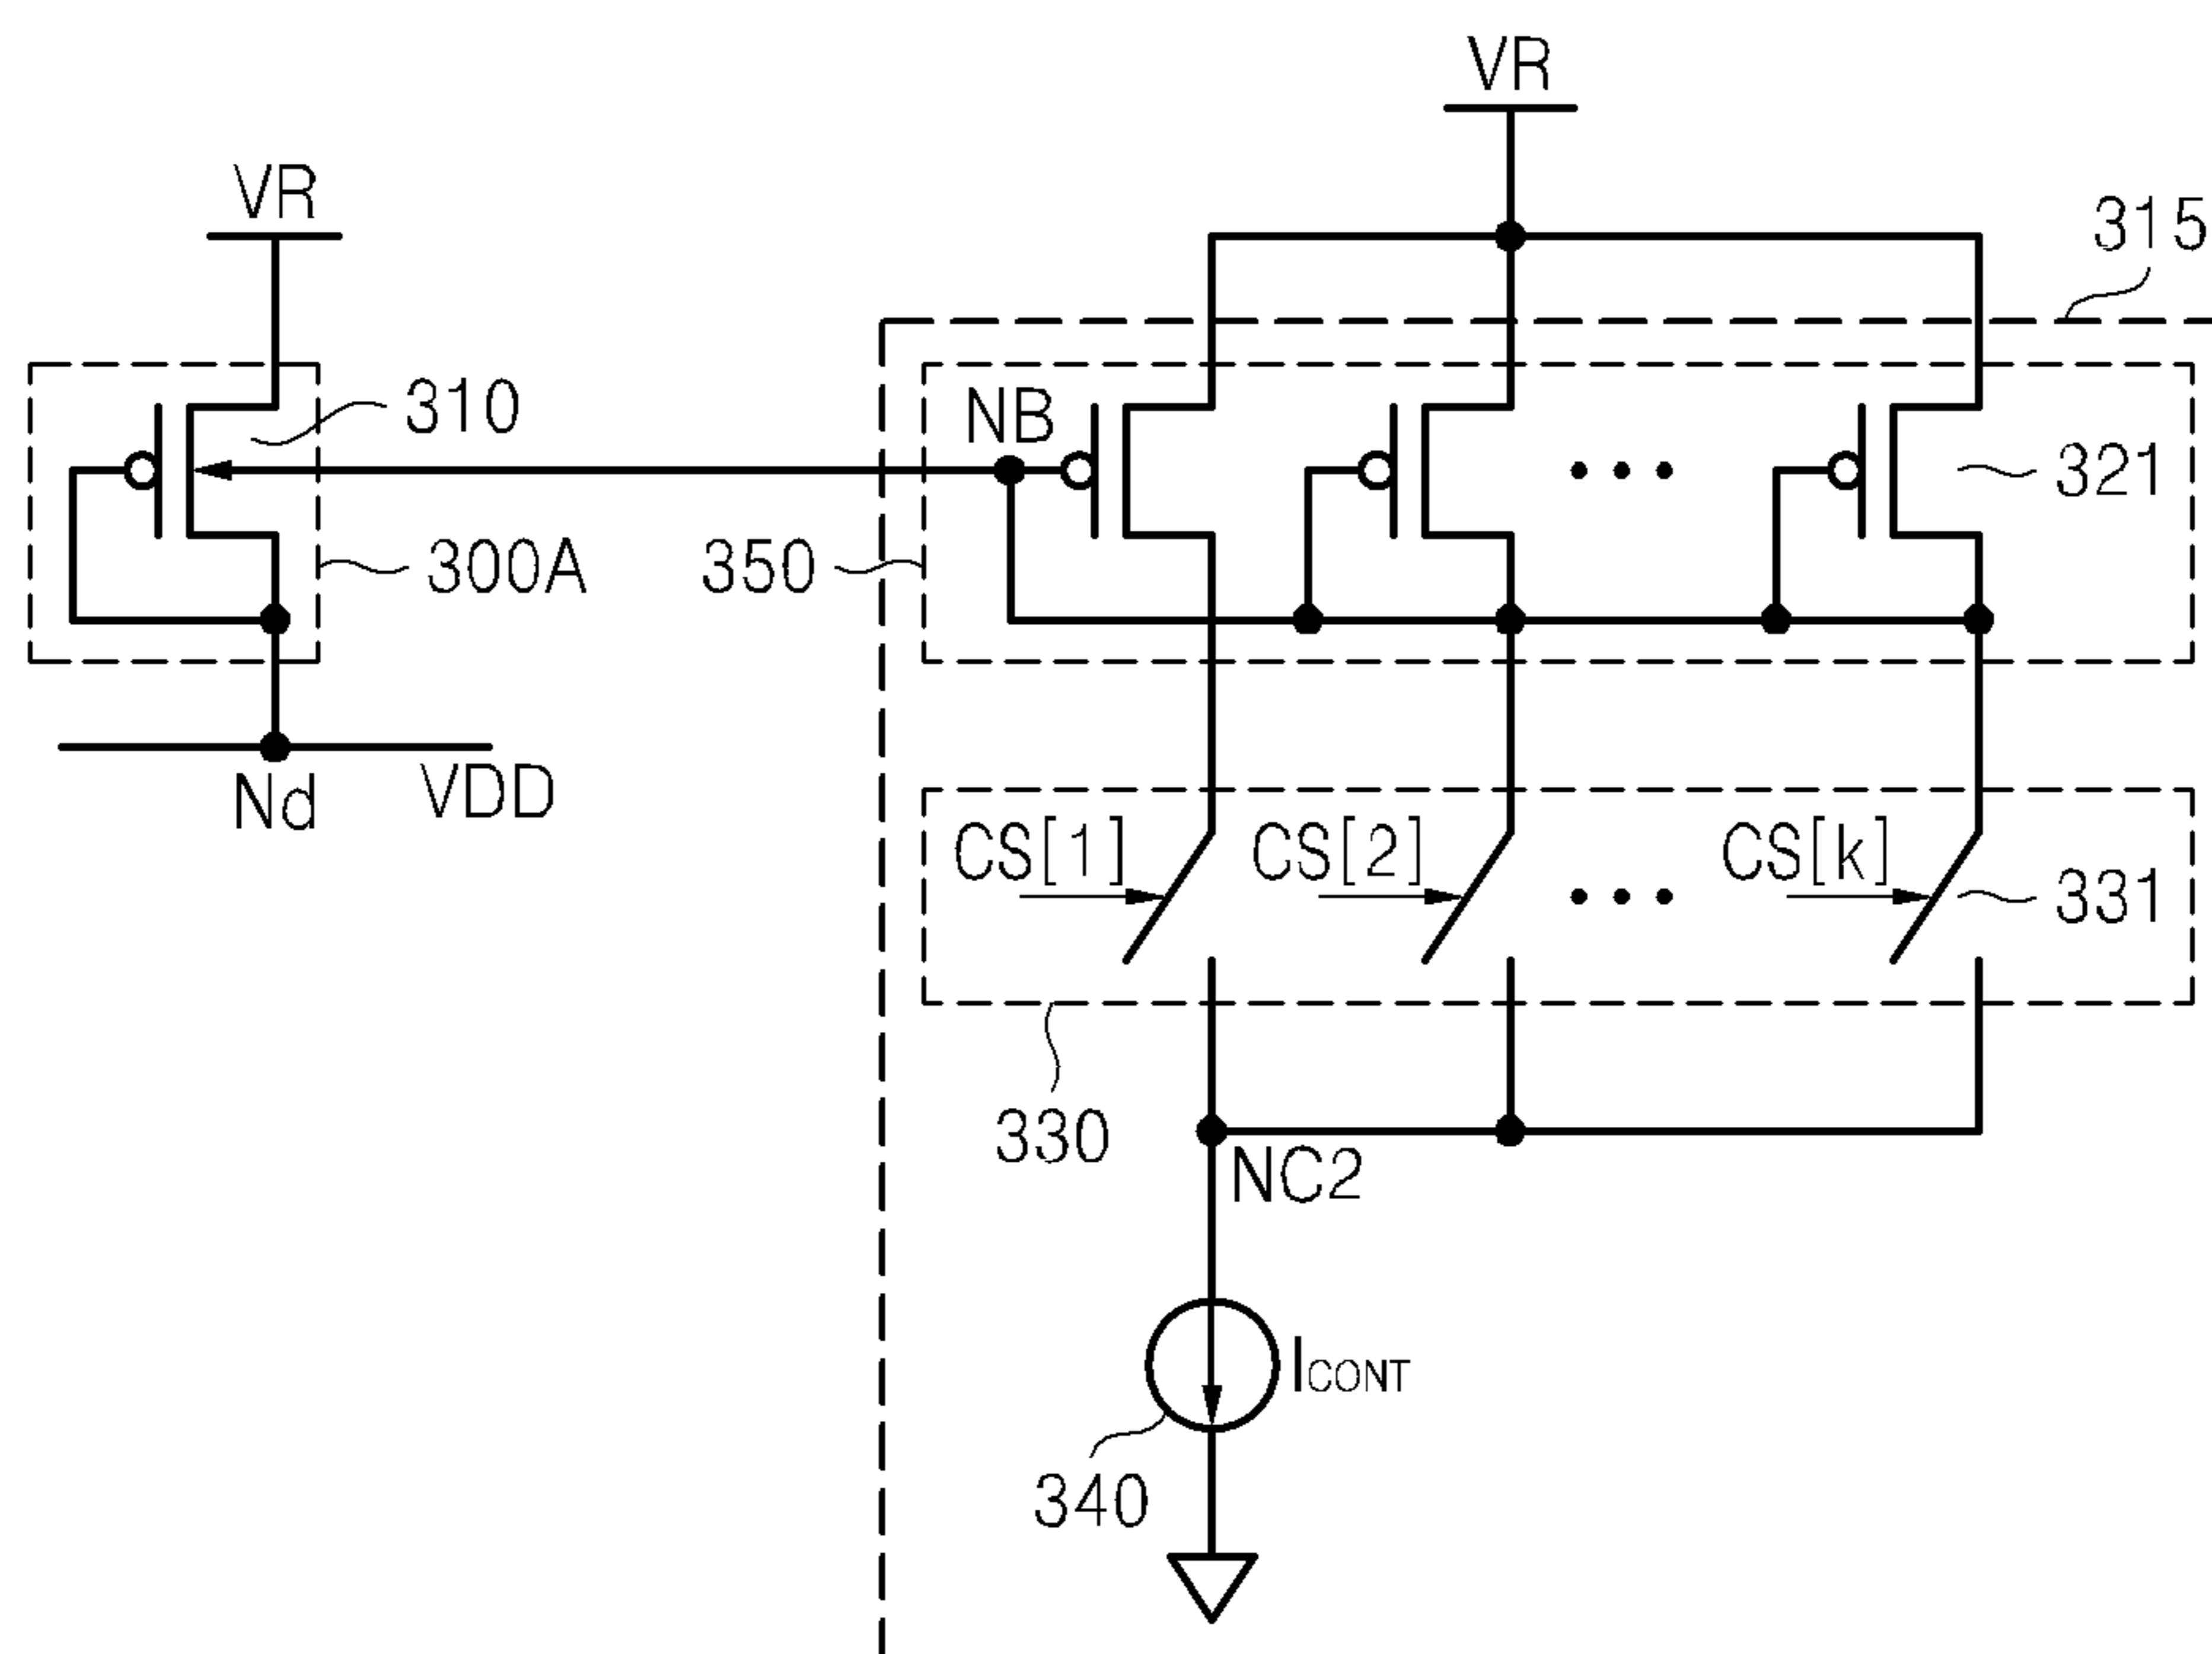 VR
VR
315
310
NB
321
300A
350
Nd
VDD
CS[1]
CS[2]
CS[k]
331
330
NC2
ICONT
340